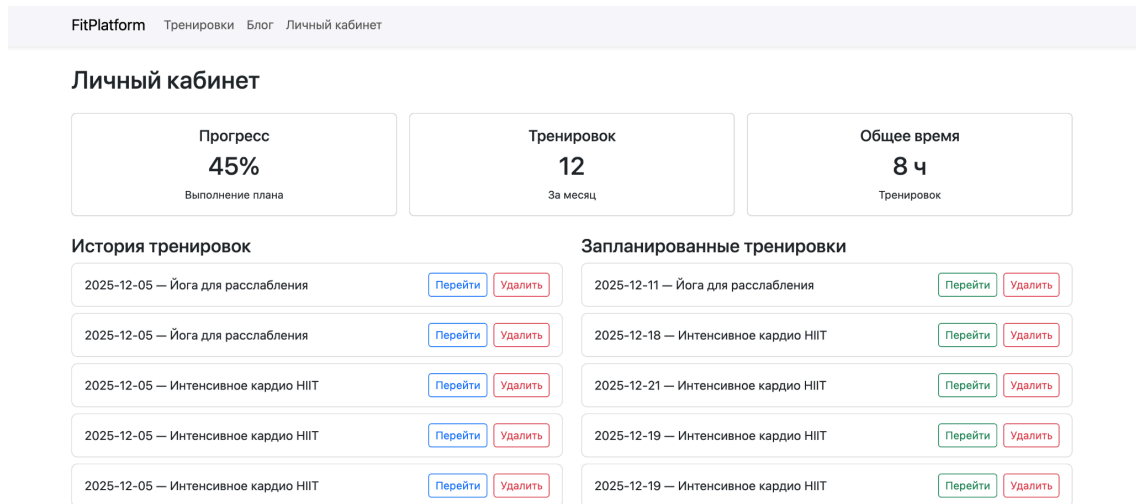 FitPlatform Тренировки Блог Личный кабинет
Личный кабинет
Прогресс
45%
Выполнение плана
Тренировок
12
За месяц
Общее время
8 ч
Тренировок
История тренировок
2025-12-05 — Йога для расслабления Перейти Удалить
2025-12-05 — Йога для расслабления Перейти Удалить
2025-12-05 — Интенсивное кардио HIIT Перейти Удалить
2025-12-05 — Интенсивное кардио HIIT Перейти Удалить
2025-12-05 — Интенсивное кардио HIIT Перейти Удалить
Запланированные тренировки
2025-12-11 — Йога для расслабления Перейти Удалить
2025-12-18 — Интенсивное кардио HIIT Перейти Удалить
2025-12-21 — Интенсивное кардио HIIT Перейти Удалить
2025-12-19 — Интенсивное кардио HIIT Перейти Удалить
2025-12-19 — Интенсивное кардио HIIT Перейти Удалить